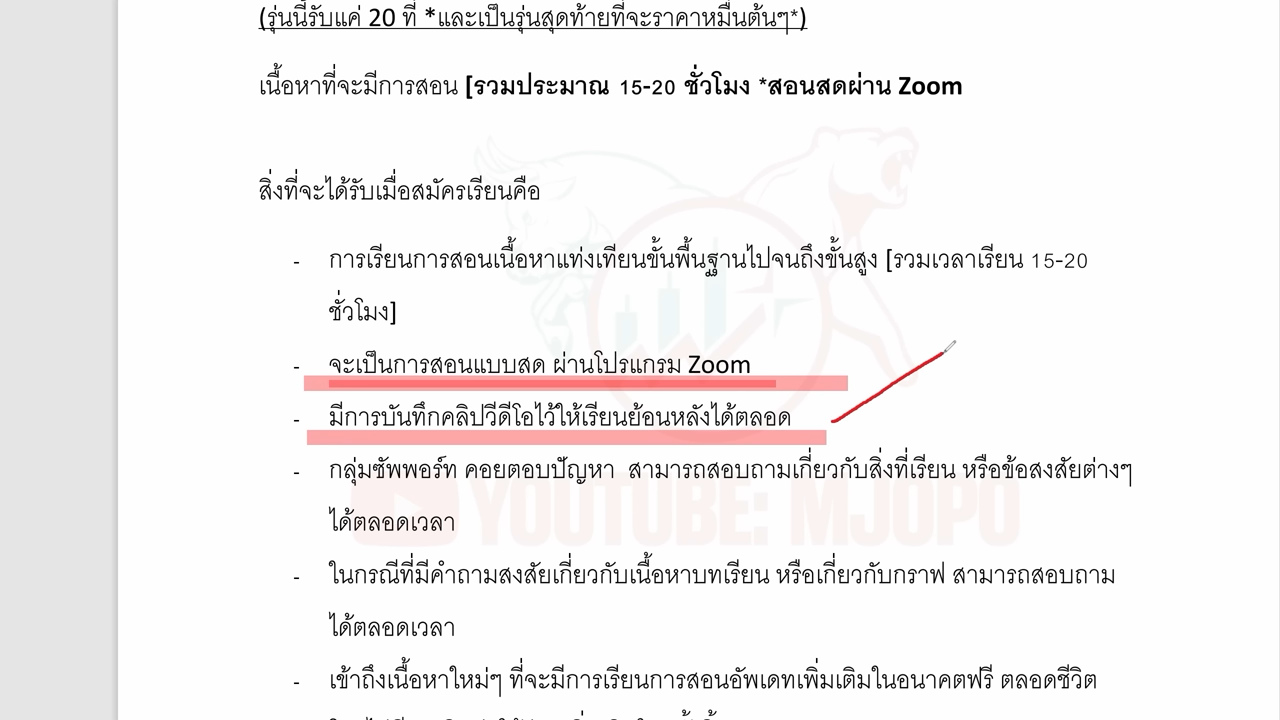 (รุ่นนี้รับแค่ 20 ที่ *และเป็นรุ่นสุดท้ายที่จะราคาหมื่นต้นๆ*)
เนื้อหาที่จะมีการสอน [รวมประมาณ 15-20 ชั่วโมง *สอนสดผ่าน Zoom
สิ่งที่จะได้รับเมื่อสมัครเรียนคือ
- การเรียนการสอนเนื้อหาแท่งเทียนขั้นพื้นฐานไปจนถึงขั้นสูง [รวมเวลาเรียน 15-20
ชั่วโมง]
- จะเป็นการสอนแบบสด ผ่านโปรแกรม Zoom
- มีการบันทึกคลิปวีดีโอไว้ให้เรียนย้อนหลังได้ตลอด
- กลุ่มซัพพอร์ท คอยตอบปัญหา สามารถสอบถามเกี่ยวกับสิ่งที่เรียน หรือข้อสงสัยต่างๆ
YOUTUBE: MJOPO
ได้ตลอดเวลา
- ในกรณีที่มีคำถามสงสัยเกี่ยวกับเนื้อหาบทเรียน หรือเกี่ยวกับกราฟ สามารถสอบถาม
ได้ตลอดเวลา
- เข้าถึงเนื้อหาใหม่ๆ ที่จะมีการเรียนการสอนอัพเดทเพิ่มเติมในอนาคตฟรี ตลอดชีวิต